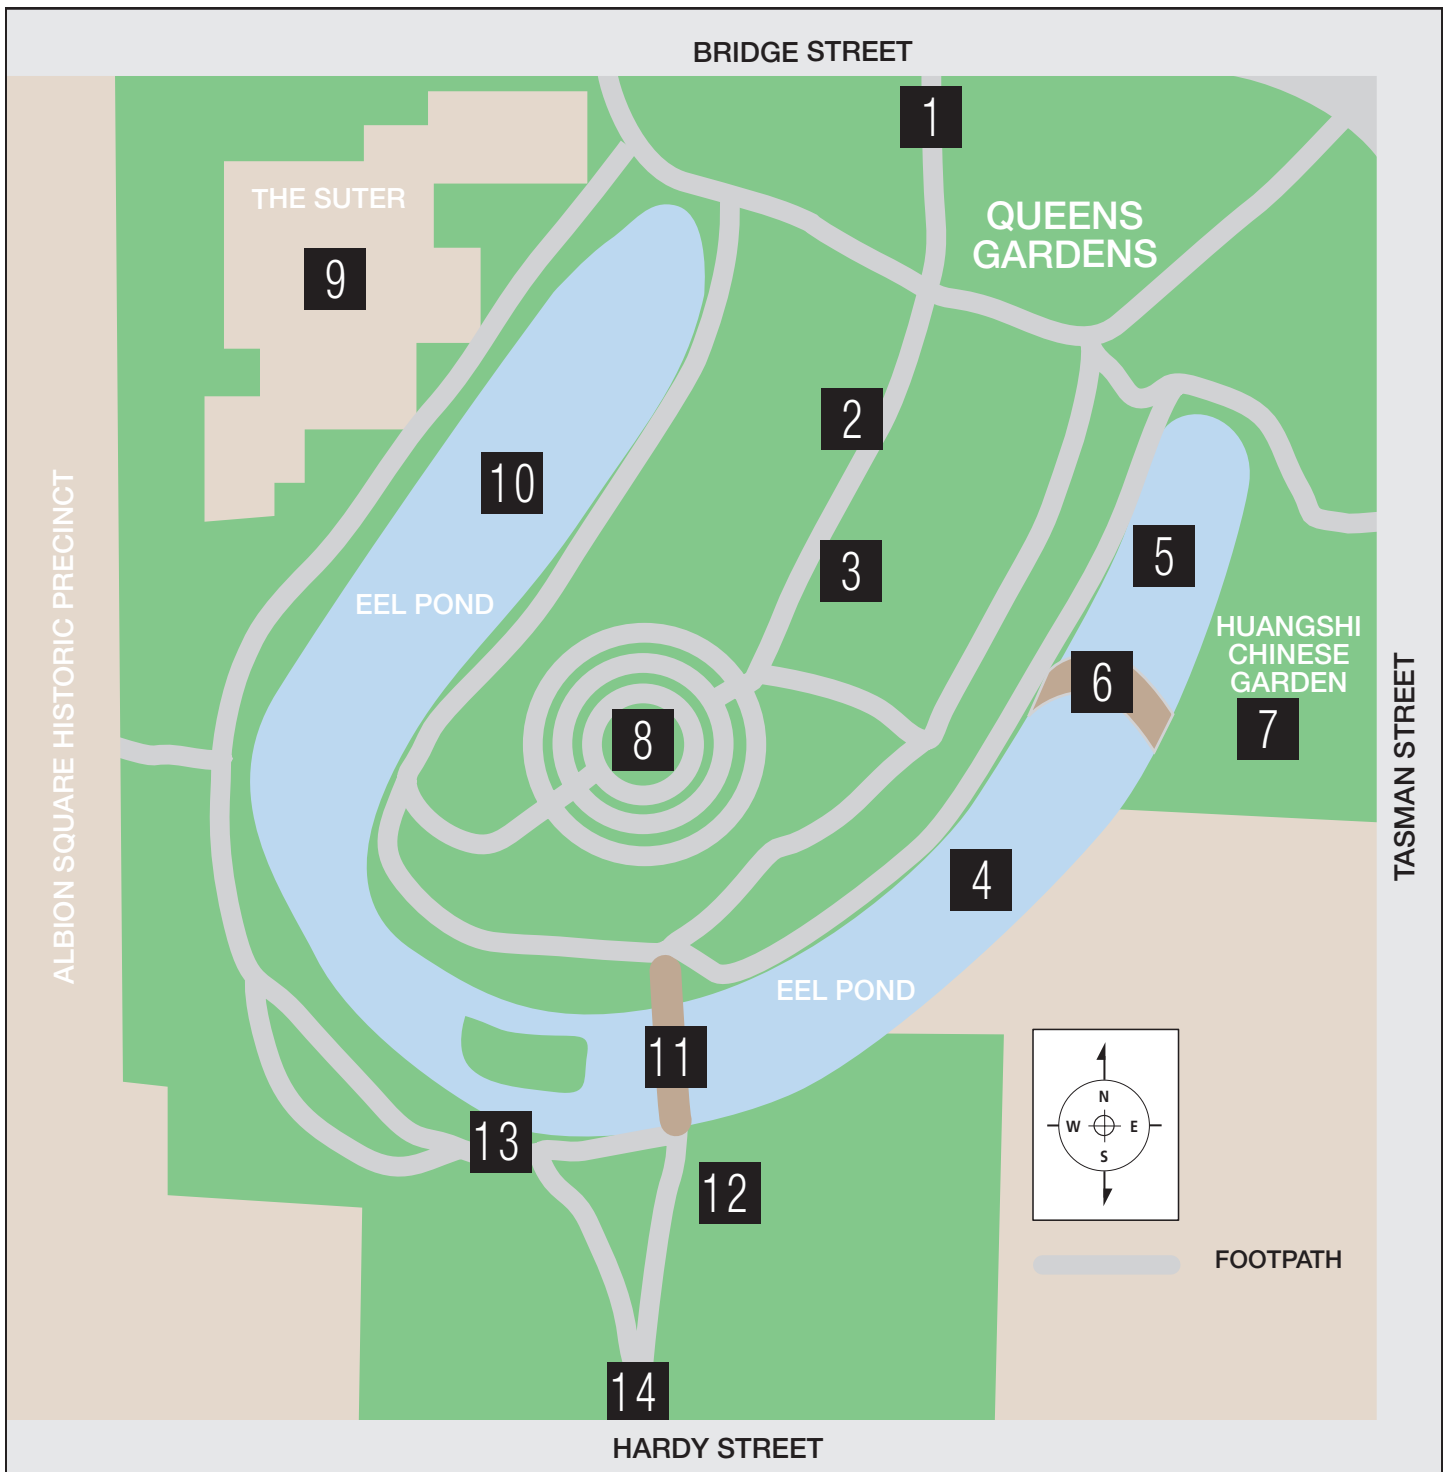 BRIDGE STREET
1
QUEENS
GARDENS
THE SUTER
9
2
10
3
5
EEL POND
HUANGSHI
CHINESE
GARDEN
6
7
8
ALBION SQUARE HISTORIC PRECINCT
TASMAN STREET
4
EEL POND
11
N
W
E
S
13
12
FOOTPATH
14
HARDY STREET